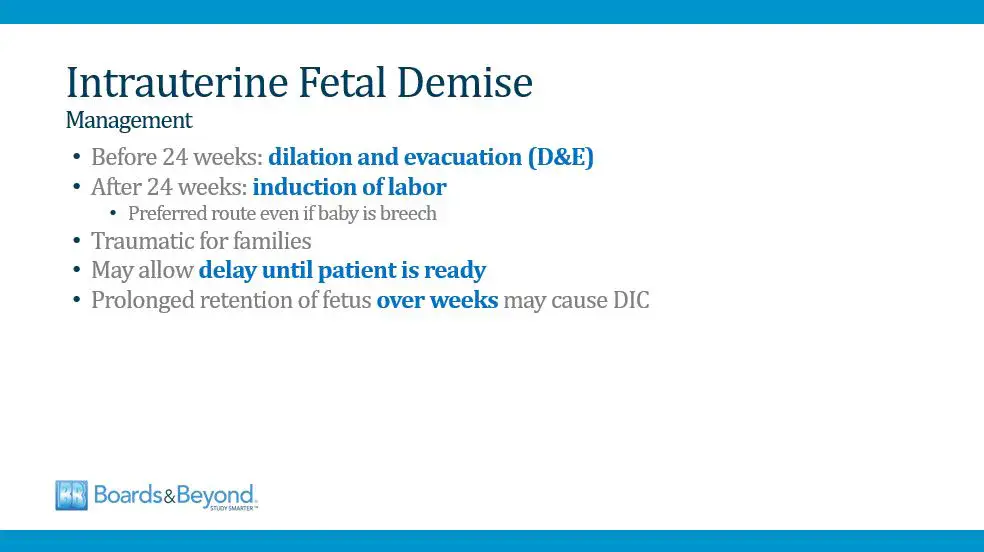 Intrauterine Fetal Demise
Management
• Before 24 weeks: dilation and evacuation (D&E)
• After 24 weeks: induction of labor
• Preferred route even if baby is breech
• Traumatic for families
• May allow delay until patient is ready
• Prolonged retention of fetus over weeks may cause DIC
BB Boards&Beyond.
STUDY SMARTER™